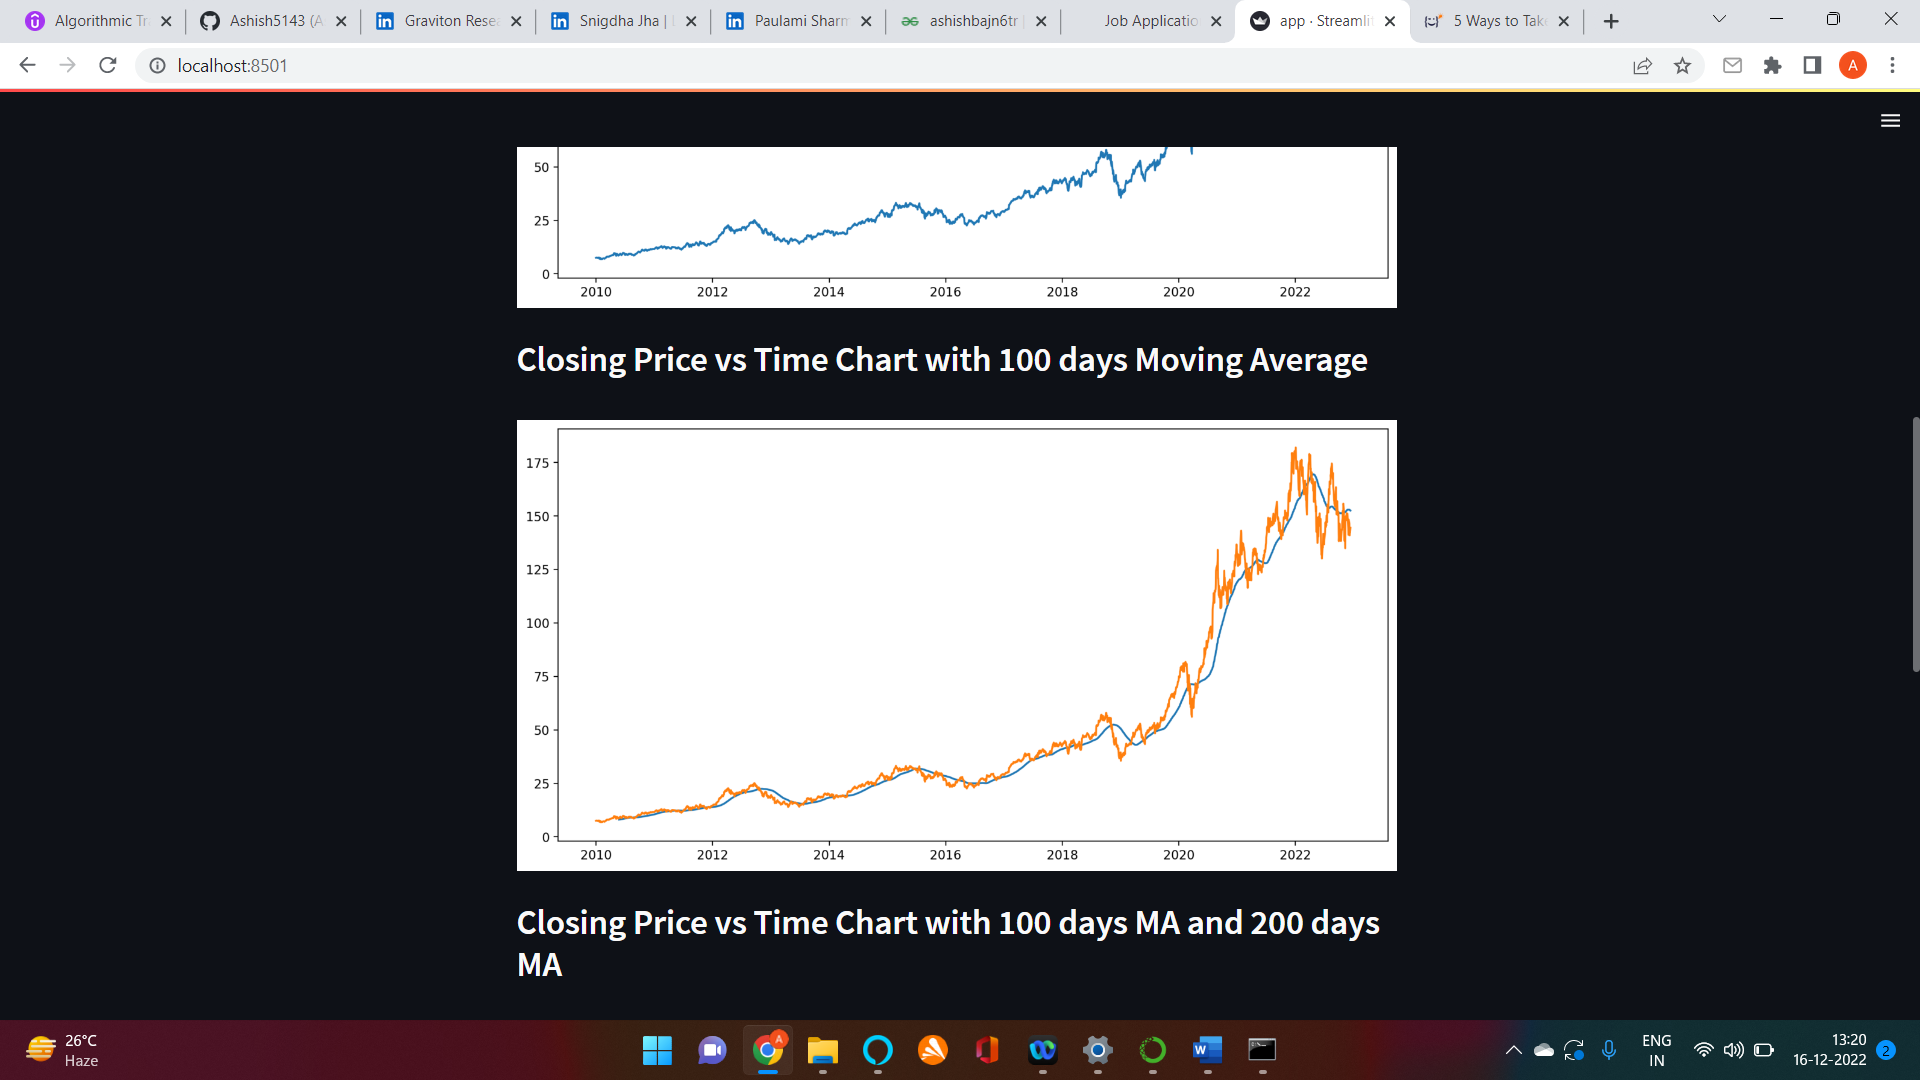 Algorithmic Tr
Ashish5143 (A
Graviton Rese
Snigdha Jha |
Paulami Sharm
ashishbajn6tr
Job Applicatio
app · Streamli
5 Ways to Take
localhost:8501
A
50
25
0
2010 2012 2014 2016 2018 2020 2022
Closing Price vs Time Chart with 100 days Moving Average
175
150
125
100
75
50
25
0
2010 2012 2014 2016 2018 2020 2022
Closing Price vs Time Chart with 100 days MA and 200 days
MA
26°C
Haze
A
W
ENG
IN
13:20
16-12-2022
2